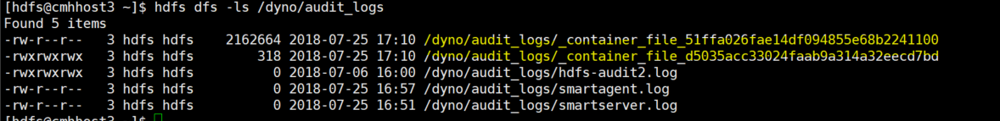 [hdfs@cmhhost3 ~]$ hdfs dfs -ls /dyno/audit_logs
Found 5 items
-rw-r--r--   3 hdfs hdfs    2162664 2018-07-25 17:10 /dyno/audit_logs/_container_file_51ffa026fae14df094855e68b2241100
-rwxrwxrwx   3 hdfs hdfs        318 2018-07-25 17:10 /dyno/audit_logs/_container_file_d5035acc33024faab9a314a32eecd7bd
-rwxrwxrwx   3 hdfs hdfs          0 2018-07-06 16:00 /dyno/audit_logs/hdfs-audit2.log
-rw-r--r--   3 hdfs hdfs          0 2018-07-25 16:57 /dyno/audit_logs/smartagent.log
-rw-r--r--   3 hdfs hdfs          0 2018-07-25 16:51 /dyno/audit_logs/smartserver.log
[hdfs@cmhhost3 ~]$